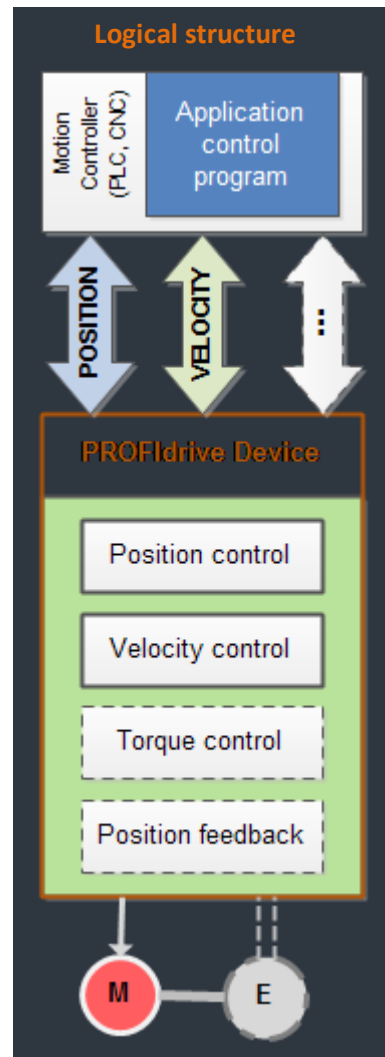 Logical structure
Motion
Controller
(PLC, CNC)
Application
control
program
POSITION
VELOCITY
...
PROFIdrive Device
Position control
Velocity control
Torque control
Position feedback
M
E